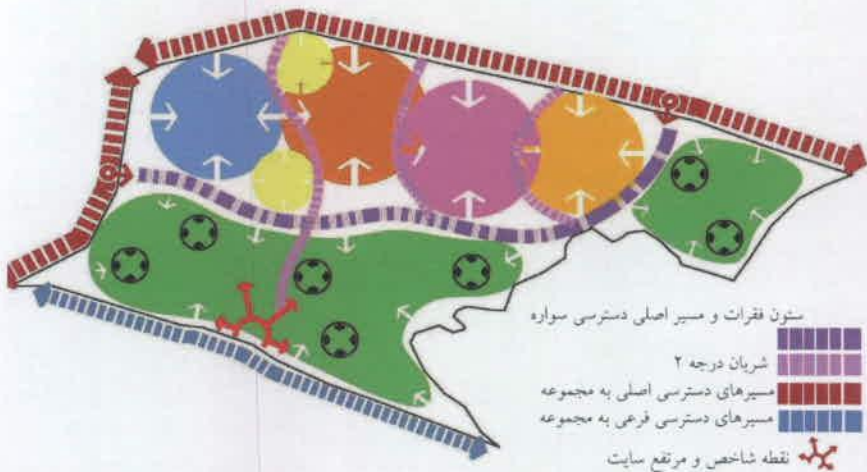 ستون فقرات و مسیر اصلی دسترسی سواره
شریان درجه ۲
مسیرهای دسترسی اصلی به مجموعه
مسیرهای دسترسی فرعی به مجموعه
نقطه شاخص و مرتفع سایت